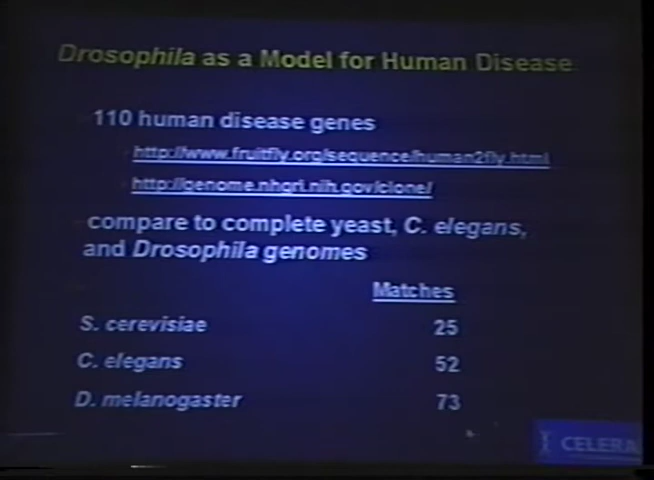 Drosophila as a Model for Human Disease
110 human disease genes
http://www.fruitfly.org/sequence/human2fly.html
http://genome.nhgri.nih.gov/clone/
compare to complete yeast, C. elegans,
and Drosophila genomes
Matches
S. cerevisiae 25
C. elegans 52
D. melanogaster 73
CELERA